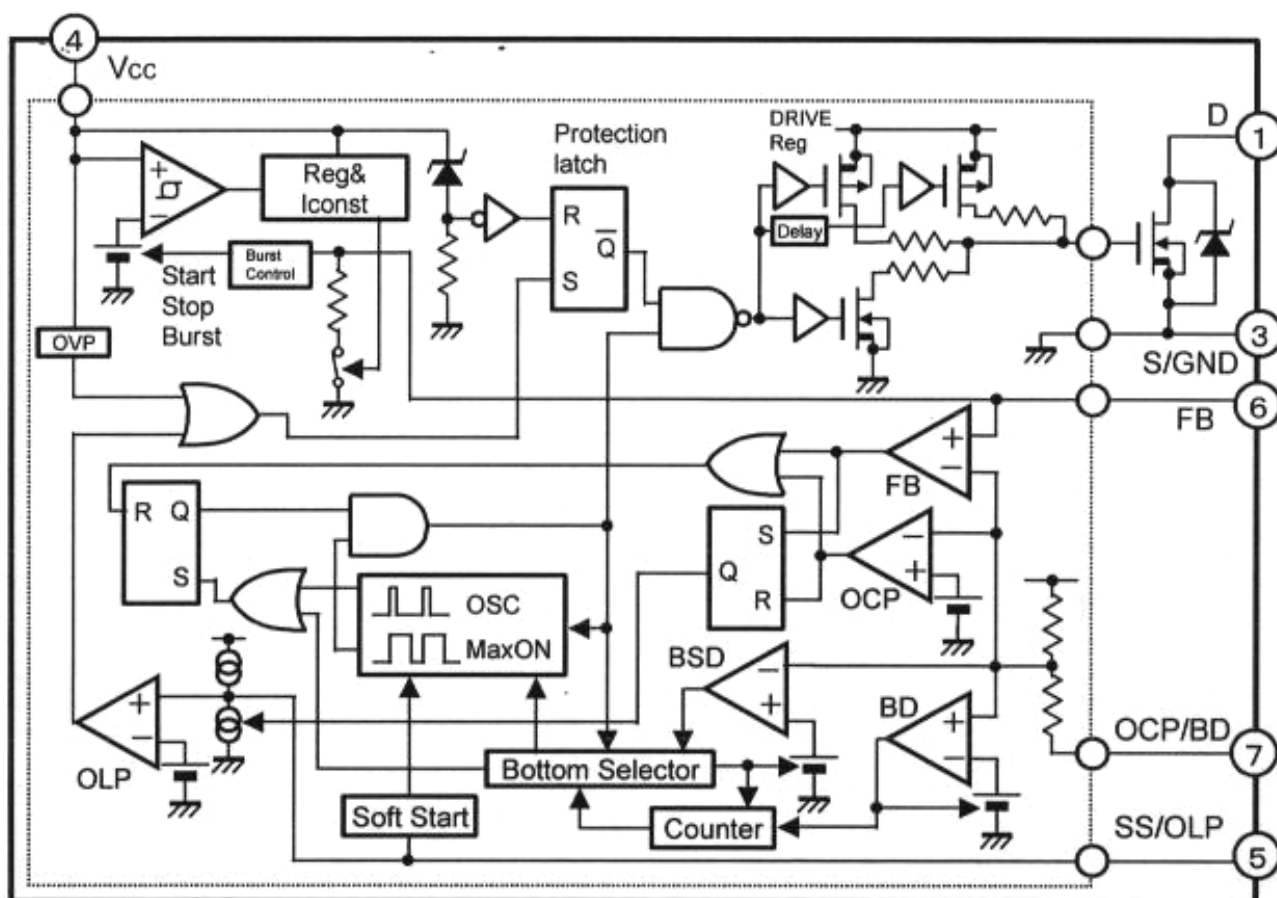 4
Vcc
D
1
Protection
latch
DRIVE
Reg
+
−
Reg&
Iconst
R
Q
S
Delay
Burst
Control
Start
Stop
Burst
OVP
3
S/GND
6
FB
+
−
FB
R
Q
S
S
Q
R
−
+
OCP
OSC
MaxON
BSD
−
+
BD
+
−
OCP/BD
7
+
−
OLP
Bottom Selector
Soft Start
Counter
SS/OLP
5